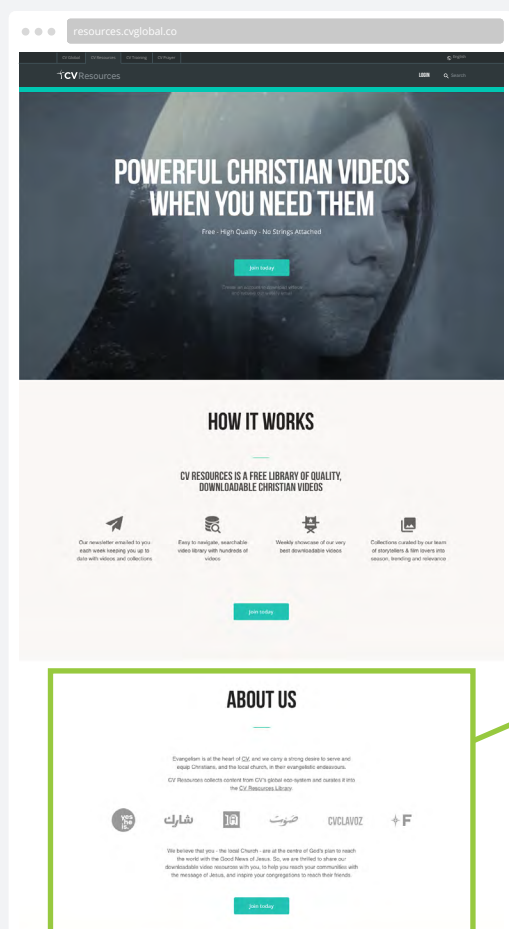 resources.cvglobal.co
CV Global CV Resources CV Training CV Prayer English
CVResources LOGIN Search
POWERFUL CHRISTIAN VIDEOS
WHEN YOU NEED THEM
Free - High Quality - No Strings Attached
Join today
HOW IT WORKS
CV RESOURCES IS A FREE LIBRARY OF QUALITY,
DOWNLOADABLE CHRISTIAN VIDEOS
Our newsletter emailed to you
each week keeping you up to
date with videos and collections
Easy to navigate, searchable
video library with hundreds of
videos
Weekly showcase of our very
best downloadable videos
Collections curated by our team
of storytellers & film lovers into
season, trending and relevance
Join today
ABOUT US
Evangelism is at the heart of CV, and we carry a strong desire to serve and
equip Christians, and the local church, in their evangelistic endeavours.
CV Resources collects content from CV's global eco-system and curates it into
the CV Resources Library.
yes
he
is.
شارك
صوت
CVCLAVOZ
F
We believe that you - the local Church - are at the centre of God's plan to reach
the world with the Good News of Jesus. So, we are thrilled to share our
downloadable video resources with you, to help you reach your communities with
the message of Jesus, and inspire your congregations to reach their friends.
Join today